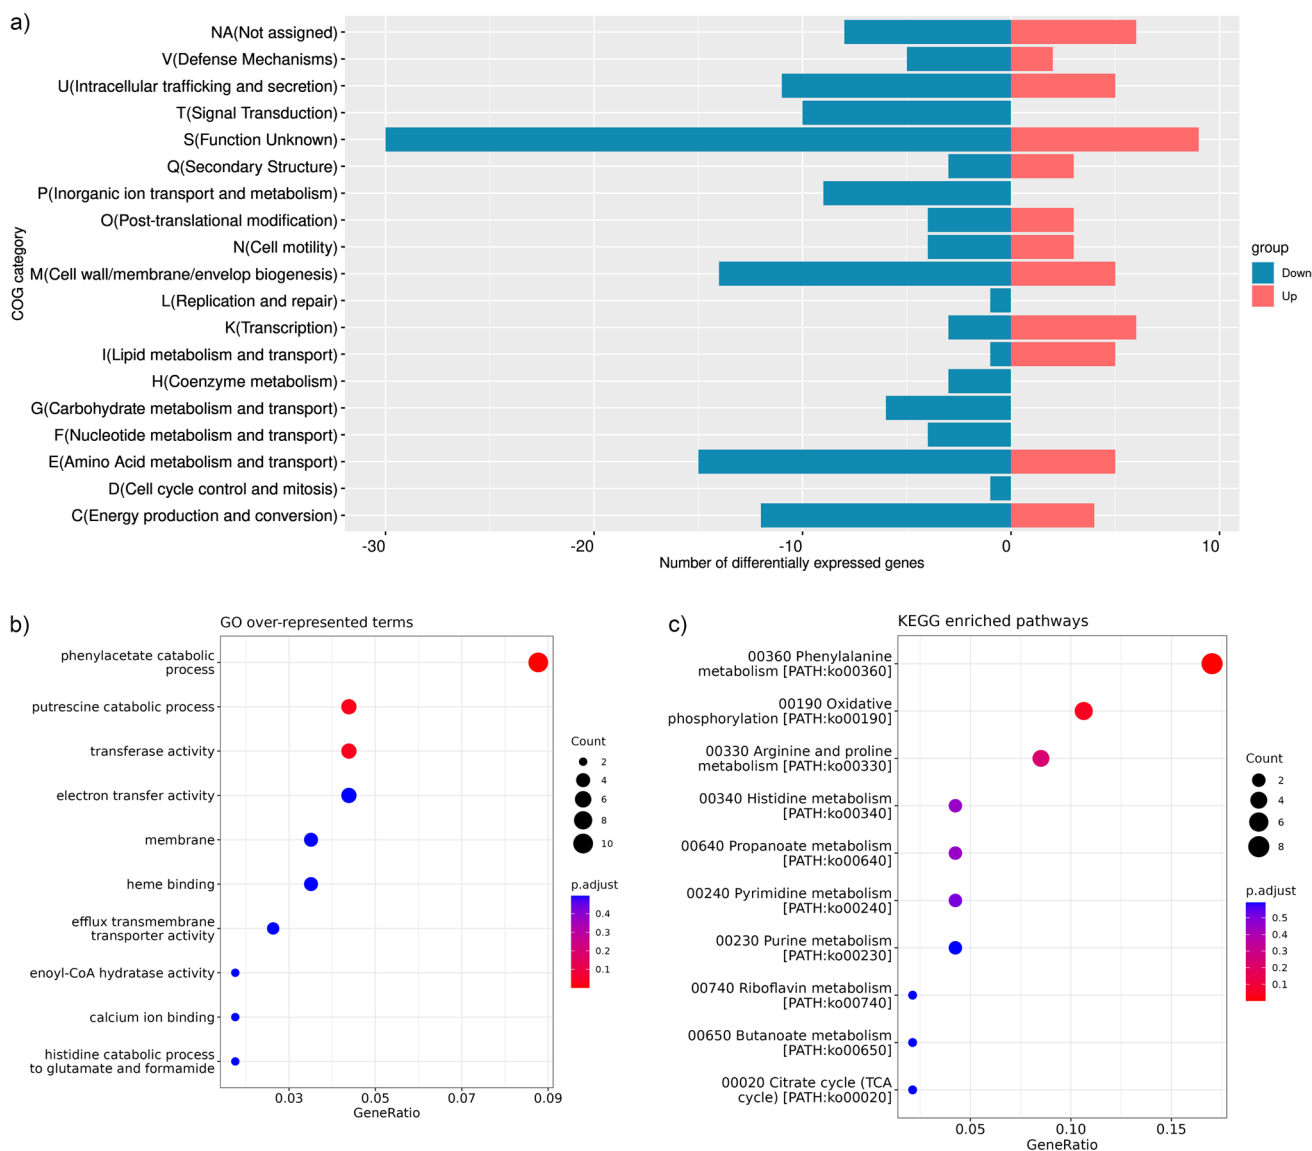 a)
NA(Not assigned)
V(Defense Mechanisms)
U(Intracellular trafficking and secretion)
T(Signal Transduction)
S(Function Unknown)
Q(Secondary Structure)
P(Inorganic ion transport and metabolism)
O(Post-translational modification)
N(Cell motility)
M(Cell wall/membrane/envelop biogenesis)
L(Replication and repair)
K(Transcription)
I(Lipid metabolism and transport)
H(Coenzyme metabolism)
G(Carbohydrate metabolism and transport)
F(Nucleotide metabolism and transport)
E(Amino Acid metabolism and transport)
D(Cell cycle control and mitosis)
C(Energy production and conversion)
COG category
-30 -20 -10 0 10
Number of differentially expressed genes
group
Down
Up
b)
GO over-represented terms
phenylacetate catabolic
process
putrescine catabolic process
transferase activity
electron transfer activity
membrane
heme binding
efflux transmembrane
transporter activity
enoyl-CoA hydratase activity
calcium ion binding
histidine catabolic process
to glutamate and formamide
0.03 0.05 0.07 0.09
GeneRatio
Count
2
4
6
8
10
p.adjust
0.4
0.3
0.2
0.1
c)
KEGG enriched pathways
00360 Phenylalanine
metabolism [PATH:ko00360]
00190 Oxidative
phosphorylation [PATH:ko00190]
00330 Arginine and proline
metabolism [PATH:ko00330]
00340 Histidine metabolism
[PATH:ko00340]
00640 Propanoate metabolism
[PATH:ko00640]
00240 Pyrimidine metabolism
[PATH:ko00240]
00230 Purine metabolism
[PATH:ko00230]
00740 Riboflavin metabolism
[PATH:ko00740]
00650 Butanoate metabolism
[PATH:ko00650]
00020 Citrate cycle (TCA
cycle) [PATH:ko00020]
0.05 0.10 0.15
GeneRatio
Count
2
4
6
8
p.adjust
0.5
0.4
0.3
0.2
0.1